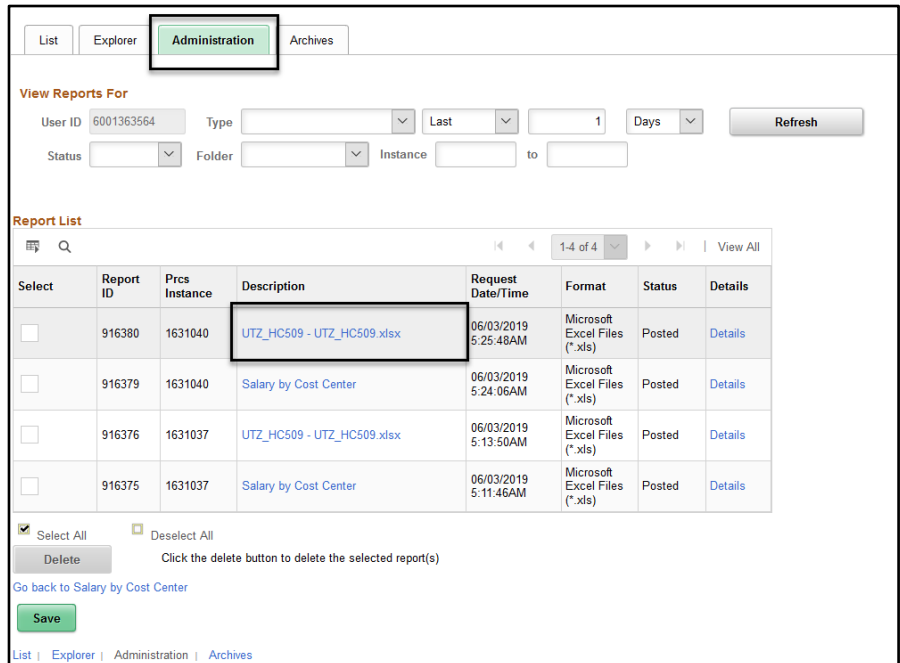 List Explorer Administration Archives
View Reports For
User ID 6001363564 Type Last 1 Days Refresh
Status Folder Instance to
Report List
1-4 of 4 | View All
Select Report ID Prcs Instance Description Request Date/Time Format Status Details
916380 1631040 UTZ_HC509 - UTZ_HC509.xlsx 06/03/2019 5:25:48AM Microsoft Excel Files (*.xls) Posted Details
916379 1631040 Salary by Cost Center 06/03/2019 5:24:06AM Microsoft Excel Files (*.xls) Posted Details
916376 1631037 UTZ_HC509 - UTZ_HC509.xlsx 06/03/2019 5:13:50AM Microsoft Excel Files (*.xls) Posted Details
916375 1631037 Salary by Cost Center 06/03/2019 5:11:46AM Microsoft Excel Files (*.xls) Posted Details
Select All Deselect All
Delete Click the delete button to delete the selected report(s)
Go back to Salary by Cost Center
Save
List | Explorer | Administration | Archives